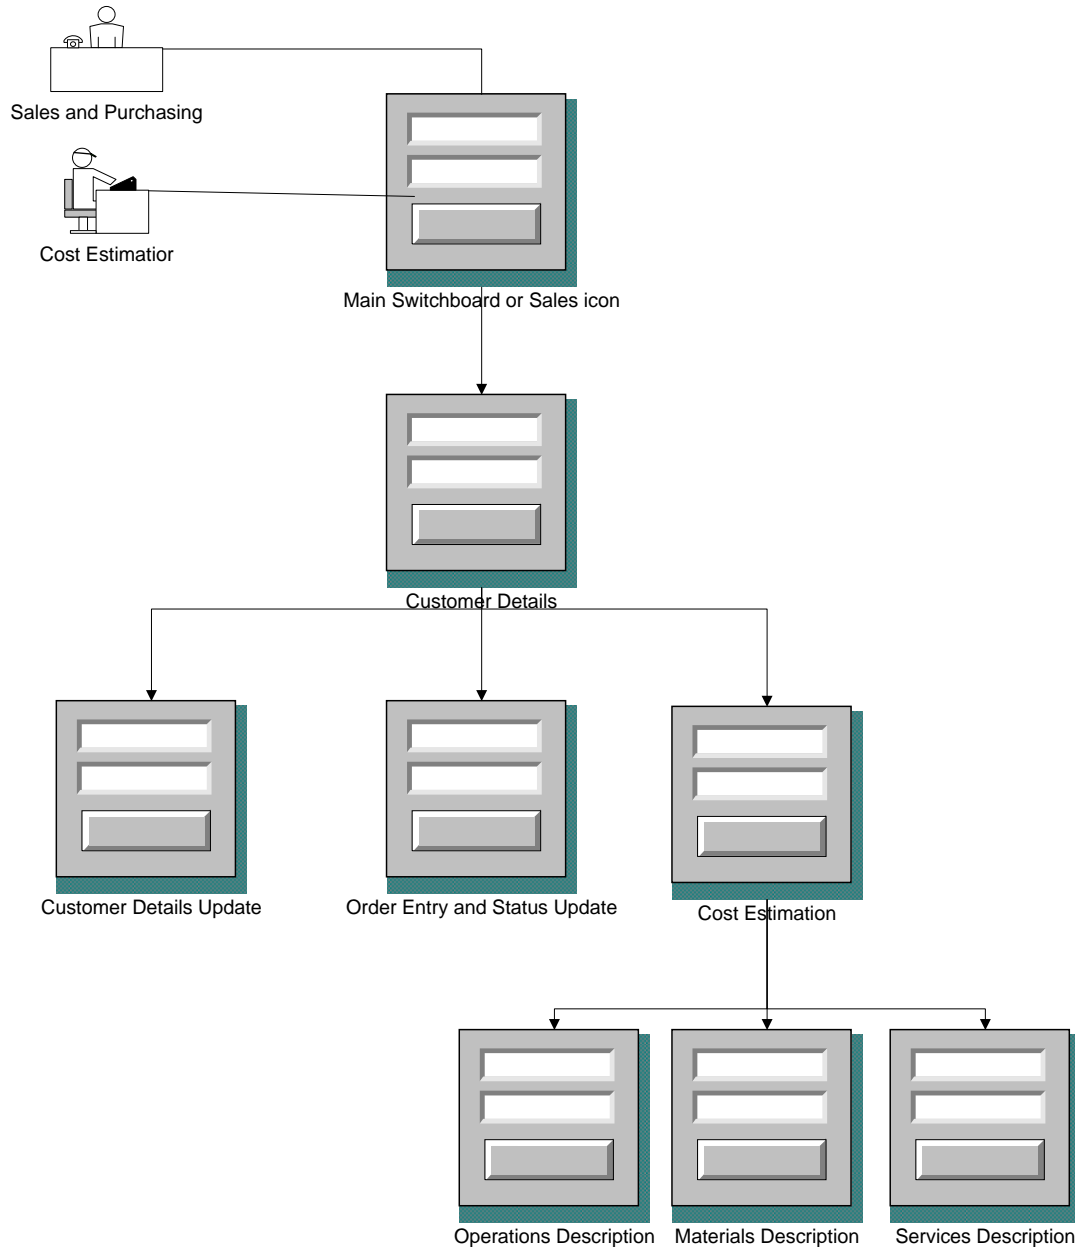 Sales and Purchasing
Cost Estimatior
Main Switchboard or Sales icon
Customer Details
Customer Details Update
Order Entry and Status Update
Cost Estimation
Operations Description
Materials Description
Services Description